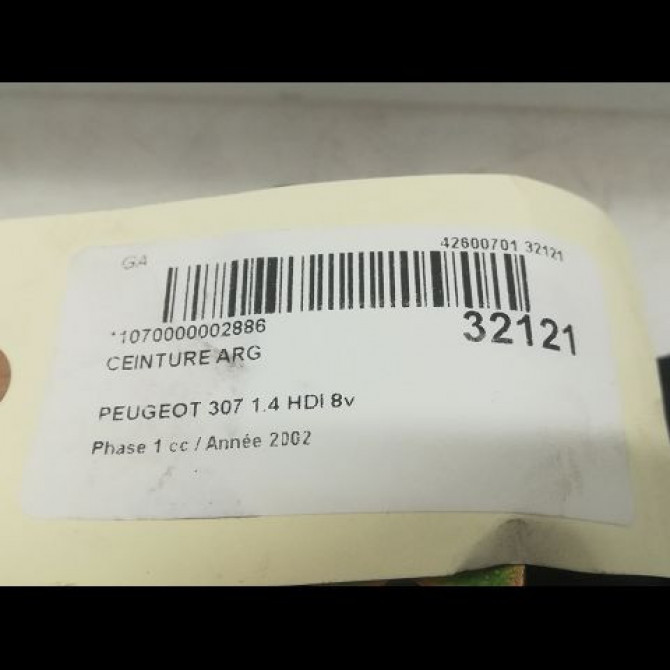 GA
42600701 32121
*1070000002886
32121
CEINTURE ARG
PEUGEOT 307 1.4 HDI 8v
Phase 1 cc / Année 2002